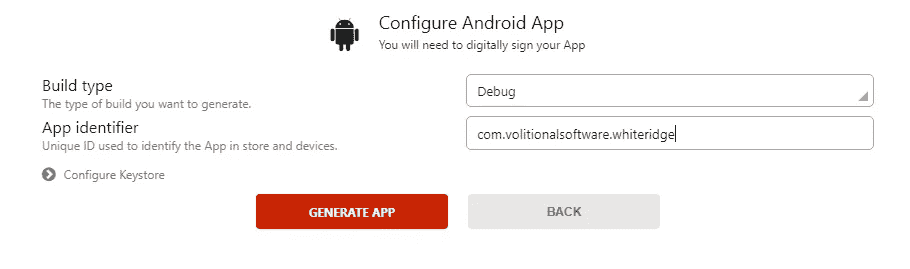 Configure Android App
You will need to digitally sign your App
Build type
The type of build you want to generate.
Debug
App identifier
Unique ID used to identify the App in store and devices.
com.volitionalsoftware.whiteridge
Configure Keystore
GENERATE APP
BACK